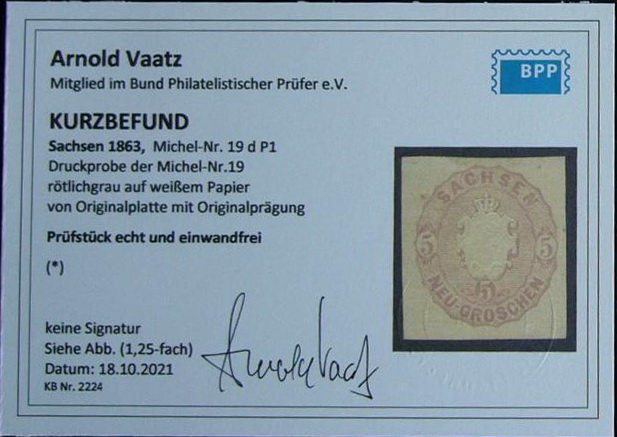 Arnold Vaatz
Mitglied im Bund Philatelistischer Prüfer e.V.
BPP
KURZBEFUND
Sachsen 1863, Michel-Nr. 19 d P1
Druckprobe der Michel-Nr.19
rötlichgrau auf weißem Papier
von Originalplatte mit Originalprägung
Prüfstück echt und einwandfrei
(*)
SACHSEN
5 5
5
NEU-GROSCHEN
keine Signatur
Siehe Abb. (1,25-fach)
Datum: 18.10.2021
KB Nr. 2224
Arnold Vaatz